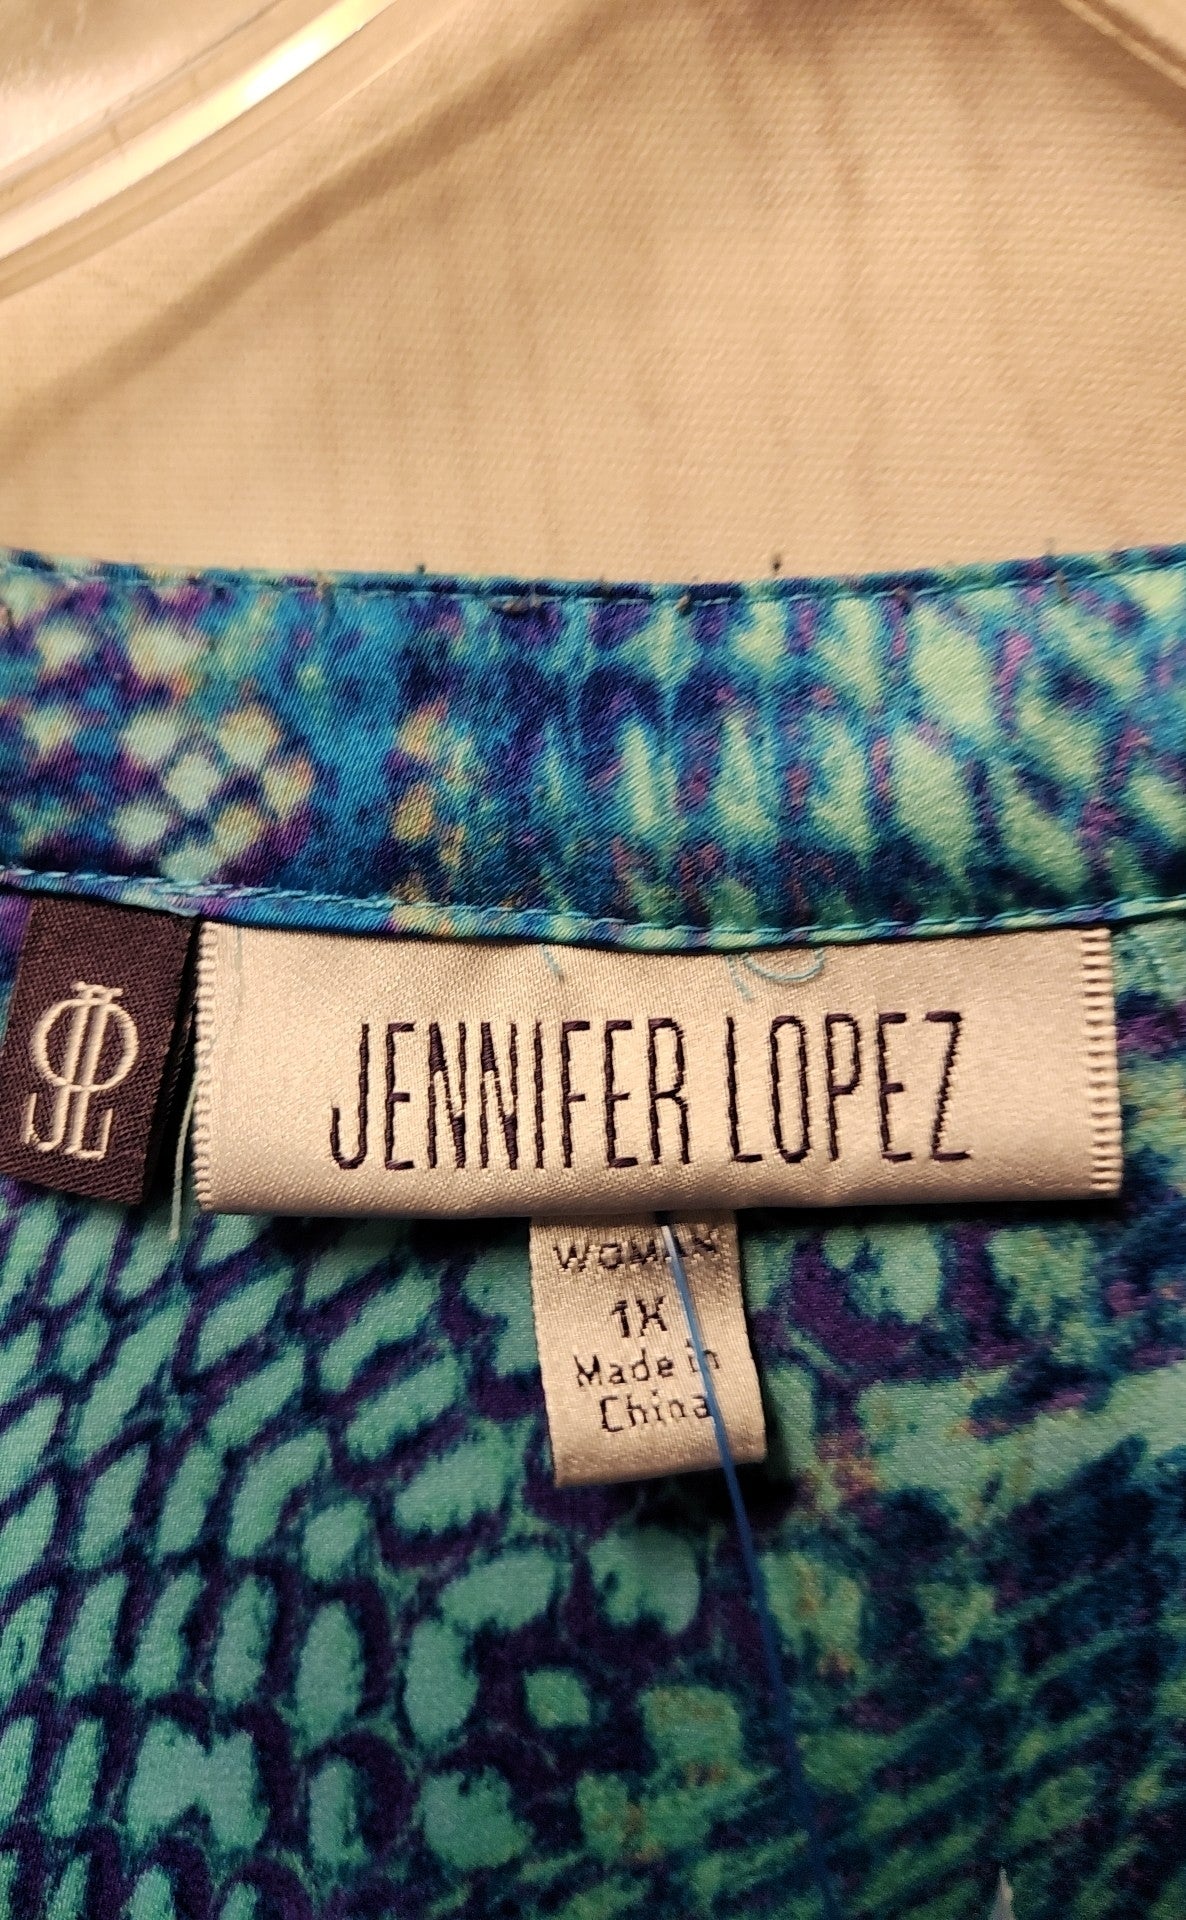 JL
JENNIFER LOPEZ
WOMAN
1X
Made in
China